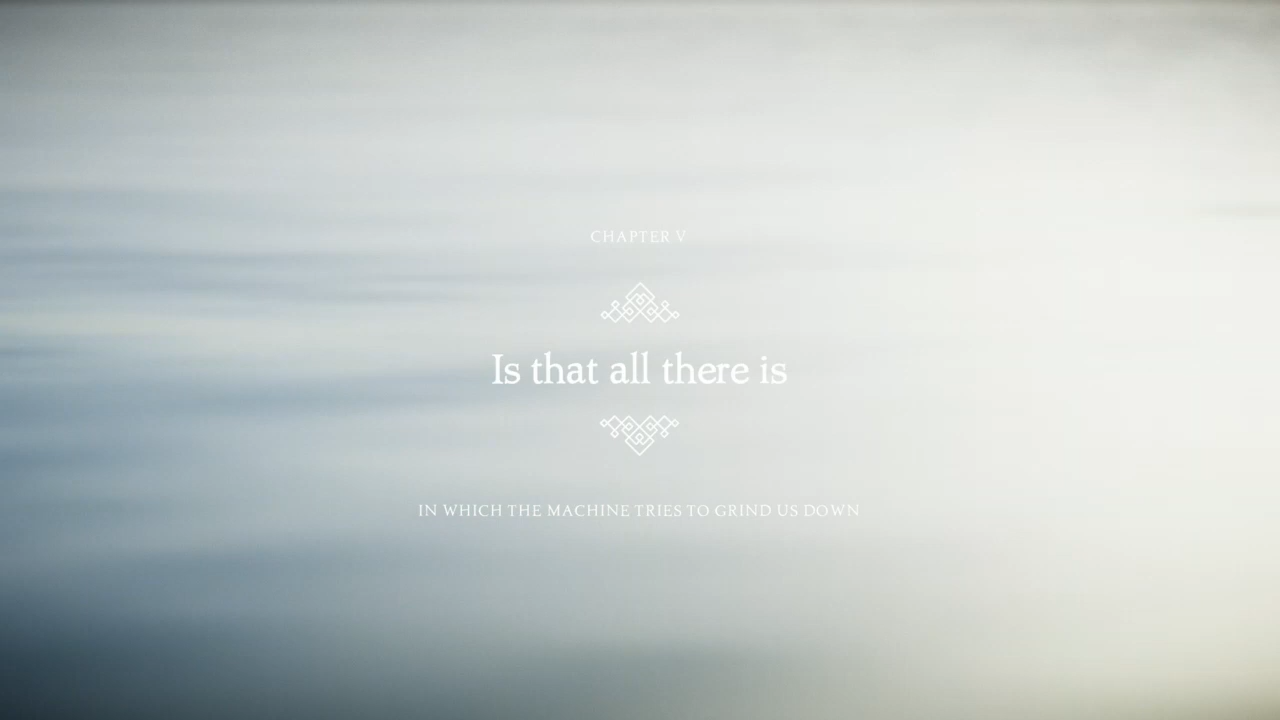 CHAPTER V
Is that all there is
IN WHICH THE MACHINE TRIES TO GRIND US DOWN